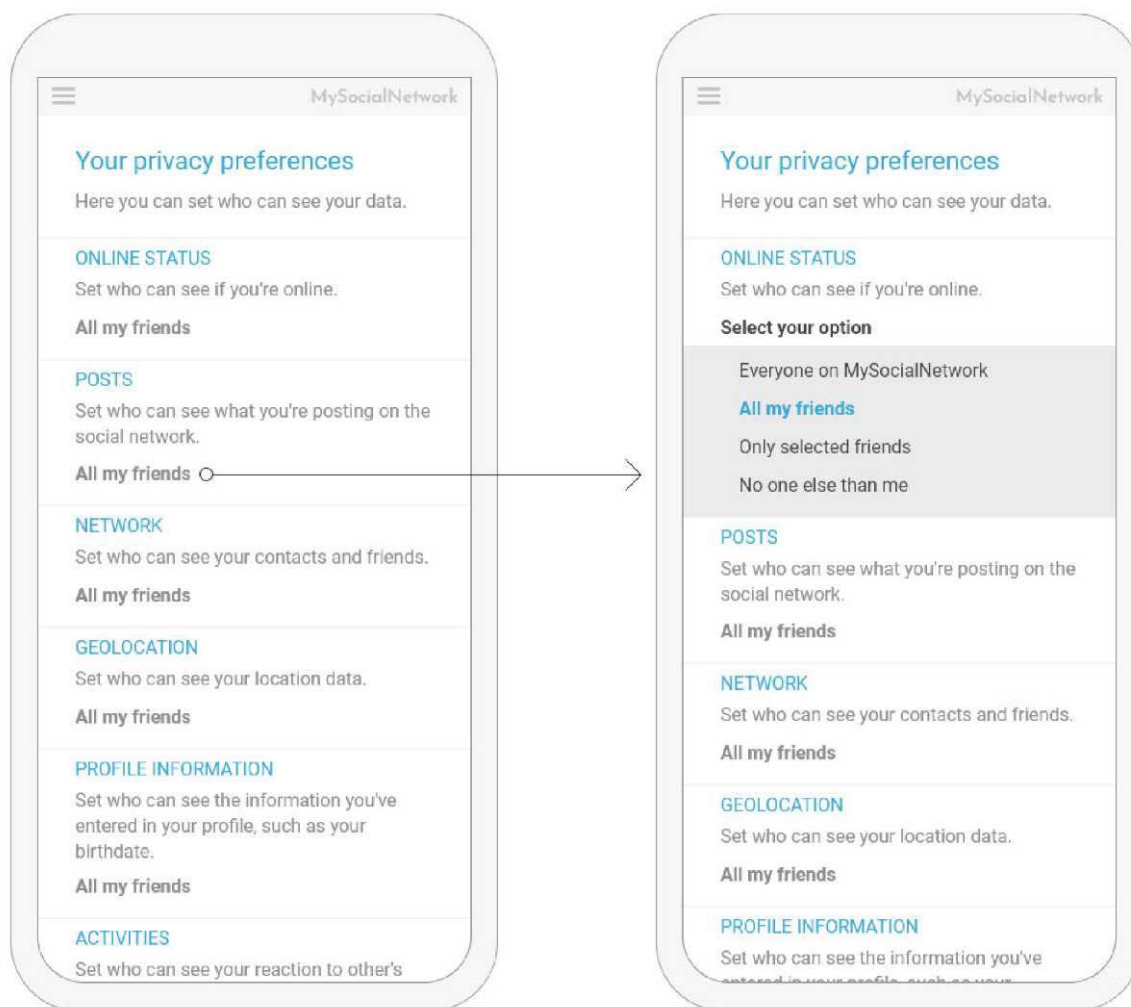 MySocialNetwork
Your privacy preferences
Here you can set who can see your data.
ONLINE STATUS
Set who can see if you're online.
All my friends
POSTS
Set who can see what you're posting on the
social network.
All my friends
NETWORK
Set who can see your contacts and friends.
All my friends
GEOLOCATION
Set who can see your location data.
All my friends
PROFILE INFORMATION
Set who can see the information you've
entered in your profile, such as your
birthdate.
All my friends
ACTIVITIES
Set who can see your reaction to other's
MySocialNetwork
Your privacy preferences
Here you can set who can see your data.
ONLINE STATUS
Set who can see if you're online.
Select your option
Everyone on MySocialNetwork
All my friends
Only selected friends
No one else than me
POSTS
Set who can see what you're posting on the
social network.
All my friends
NETWORK
Set who can see your contacts and friends.
All my friends
GEOLOCATION
Set who can see your location data.
All my friends
PROFILE INFORMATION
Set who can see the information you've
entered in your profile, such as your